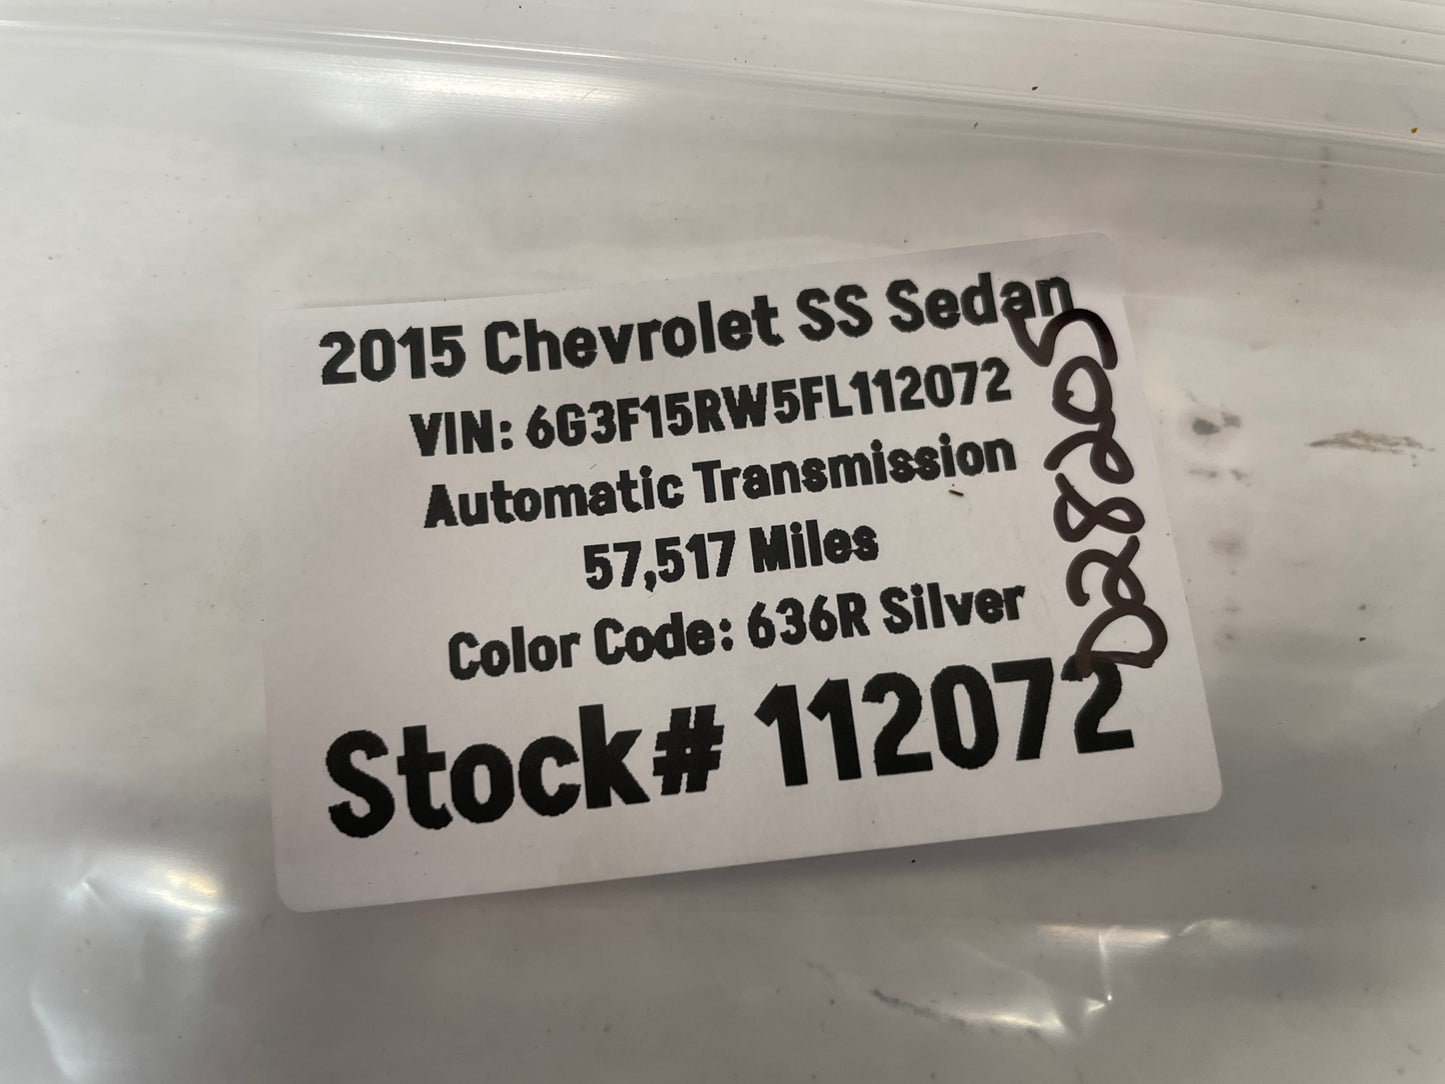 2015 Chevrolet SS Sedan
VIN: 6G3F15RW5FL112072
Automatic Transmission
57,517 Miles
Color Code: 636R Silver
Stock# 112072
D28205